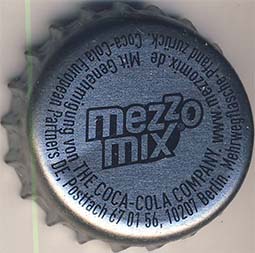 mezzo
mix
Mehrwegflasche-Pfand zurück. Coca-Cola European Partners DE, Postfach 67 01 56, 10207 Berlin.
www.mezzomix.de Mit Genehmigung von THE COCA-COLA COMPANY.